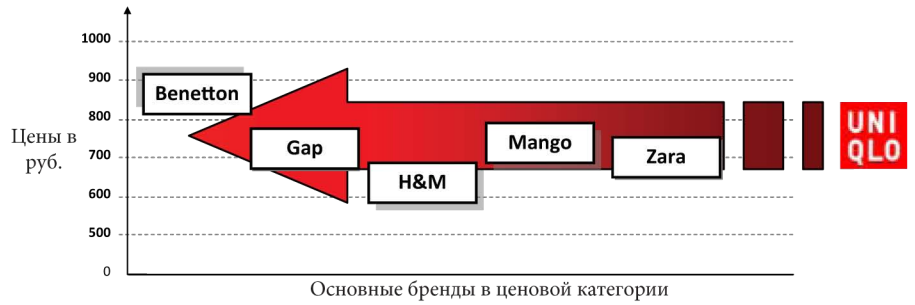 Цены в
руб.
1000
900
800
700
600
500
0
Benetton
Gap
H&M
Mango
Zara
UNI
QLO
Основные бренды в ценовой категории